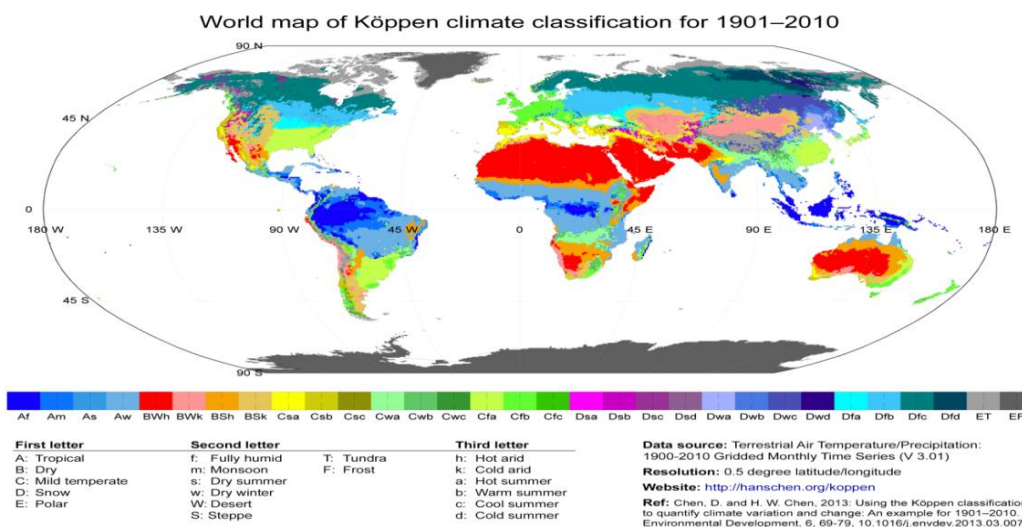 World map of Köppen climate classification for 1901–2010
90 N
45 N
0
180 W 135 W 90 W 45 W 0 45 E 90 E 135 E 180 E
45 S
90 S
Af Am As Aw BWh BWk BSh BSk Csa Csb Csc Cwa Cwb Cwc Cfa Cfb Cfc Dsa Dsb Dsc Dsd Dwa Dwb Dwc Dwd Dfa Dfb Dfc Dfd ET EF
First letter
A: Tropical
B: Dry
C: Mild temperate
D: Snow
E: Polar
Second letter
f: Fully humid
m: Monsoon
s: Dry summer
w: Dry winter
W: Desert
S: Steppe
T: Tundra
F: Frost
Third letter
h: Hot arid
k: Cold arid
a: Hot summer
b: Warm summer
c: Cool summer
d: Cold summer
Data source: Terrestrial Air Temperature/Precipitation:
1900-2010 Gridded Monthly Time Series (V 3.01)
Resolution: 0.5 degree latitude/longitude
Website: http://hanschen.org/koppen
Ref: Chen, D. and H. W. Chen, 2013: Using the Köppen classification
to quantify climate variation and change: An example for 1901–2010.
Environmental Development, 6, 69-79, 10.1016/j.envdev.2013.03.007